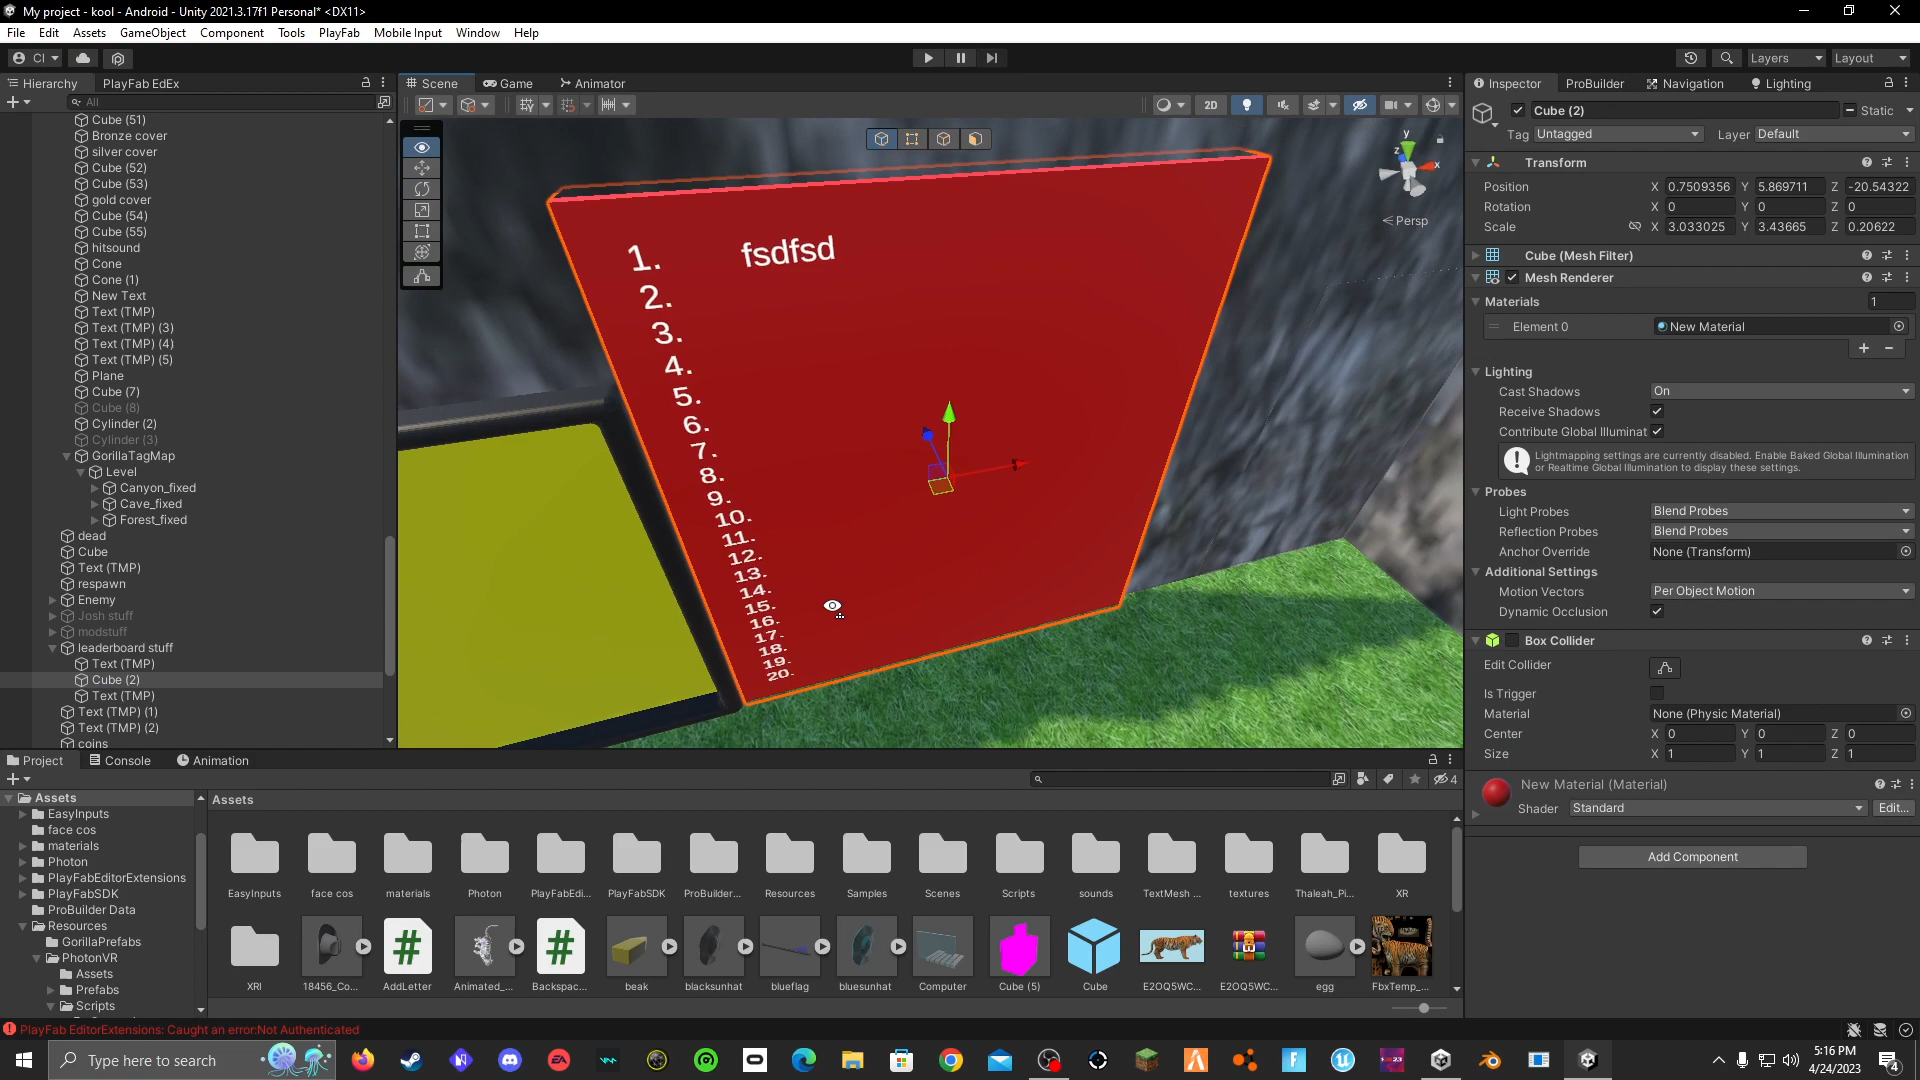 My project - kool - Android - Unity 2021.3.17f1 Personal* <DX11>
File Edit Assets GameObject Component Tools PlayFab Mobile Input Window Help
CI Layers Layout
Hierarchy PlayFab EdEx
All
Cube (51)
Bronze cover
silver cover
Cube (52)
Cube (53)
gold cover
Cube (54)
Cube (55)
hitsound
Cone
Cone (1)
New Text
Text (TMP)
Text (TMP) (3)
Text (TMP) (4)
Text (TMP) (5)
Plane
Cube (7)
Cube (8)
Cylinder (2)
Cylinder (3)
GorillaTagMap
Level
Canyon_fixed
Cave_fixed
Forest_fixed
dead
Cube
Text (TMP)
respawn
Enemy
Josh stuff
modstuff
leaderboard stuff
Text (TMP)
Cube (2)
Text (TMP)
Text (TMP) (1)
Text (TMP) (2)
coins
Scene Game Animator
2D
y
z x
Persp
1. fsdfsd
2.
3.
4.
5.
6.
7.
8.
9.
10.
11.
12.
13.
14.
15.
16.
17.
18.
19.
20.
Inspector ProBuilder Navigation Lighting
Cube (2) Static
Tag Untagged Layer Default
Transform
Position X 0.7509356 Y 5.869711 Z -20.54322
Rotation X 0 Y 0 Z 0
Scale X 3.033025 Y 3.43665 Z 0.20622
Cube (Mesh Filter)
Mesh Renderer
Materials 1
Element 0 New Material
Lighting
Cast Shadows On
Receive Shadows
Contribute Global Illuminat
Lightmapping settings are currently disabled. Enable Baked Global Illumination
or Realtime Global Illumination to display these settings.
Probes
Light Probes Blend Probes
Reflection Probes Blend Probes
Anchor Override None (Transform)
Additional Settings
Motion Vectors Per Object Motion
Dynamic Occlusion
Box Collider
Edit Collider
Is Trigger
Material None (Physic Material)
Center X 0 Y 0 Z 0
Size X 1 Y 1 Z 1
New Material (Material)
Shader Standard Edit...
Add Component
Project Console Animation
4
Assets
EasyInputs
face cos
materials
Photon
PlayFabEditorExtensions
PlayFabSDK
ProBuilder Data
Resources
GorillaPrefabs
PhotonVR
Assets
Prefabs
Scripts
Assets
EasyInputs face cos materials Photon PlayFabEdi... PlayFabSDK ProBuilder... Resources Samples Scenes Scripts sounds TextMesh ... textures Thaleah_Pi... XR
XRI 18456_Co... AddLetter Animated_... Backspac... beak blacksunhat blueflag bluesunhat Computer Cube (5) Cube E2OQ5WC... E2OQ5WC... egg FbxTemp_...
PlayFab EditorExtensions: Caught an error:Not Authenticated
Type here to search
5:16 PM
4/24/2023
4